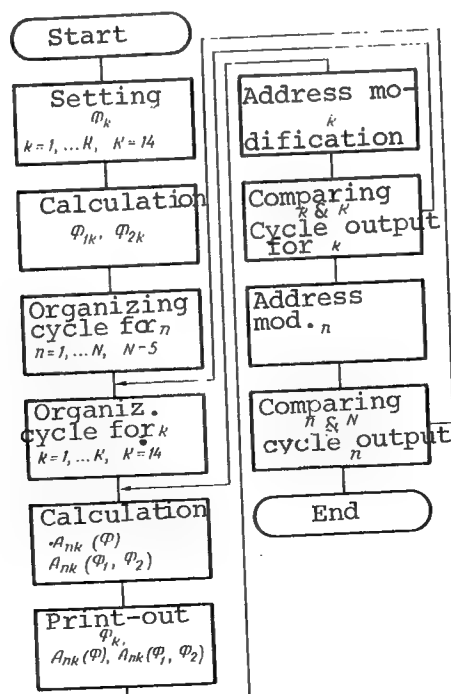 Start
Setting
φk
k=1,...K, K=14
Calculation
φ1k, φ2k
Organizing
cycle for n
n=1,...N, N-5
Organiz.
cycle for k
k=1,...K, K=14
Calculation
Ank(φ)
Ank(φ1, φ2)
Print-out
φk,
Ank(φ), Ank(φ1, φ2)
Address mo-
k
dification
Comparing
k & K
Cycle output
for k
Address
mod. n
Comparing
n & N
cycle output
n
End